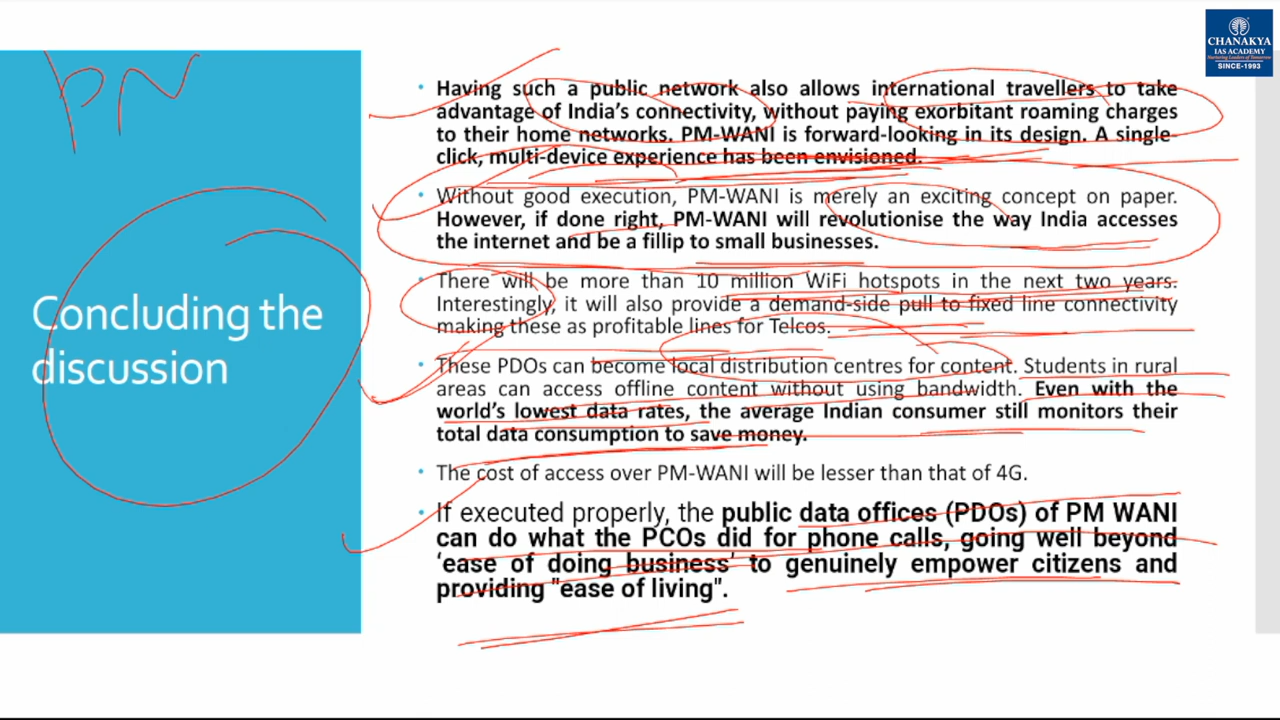 CHANAKYA
IAS ACADEMY
Nurturing Leaders of Tomorrow
SINCE-1993
PN
Concluding the
discussion
• Having such a public network also allows international travellers to take
advantage of India's connectivity, without paying exorbitant roaming charges
to their home networks. PM-WANI is forward-looking in its design. A single-
click, multi-device experience has been envisioned.
• Without good execution, PM-WANI is merely an exciting concept on paper.
However, if done right, PM-WANI will revolutionise the way India accesses
the internet and be a fillip to small businesses.
• There will be more than 10 million WiFi hotspots in the next two years.
Interestingly, it will also provide a demand-side pull to fixed line connectivity
making these as profitable lines for Telcos.
• These PDOs can become local distribution centres for content. Students in rural
areas can access offline content without using bandwidth. Even with the
world's lowest data rates, the average Indian consumer still monitors their
total data consumption to save money.
• The cost of access over PM-WANI will be lesser than that of 4G.
• If executed properly, the public data offices (PDOs) of PM WANI
can do what the PCOs did for phone calls, going well beyond
‘ease of doing business’ to genuinely empower citizens and
providing "ease of living".